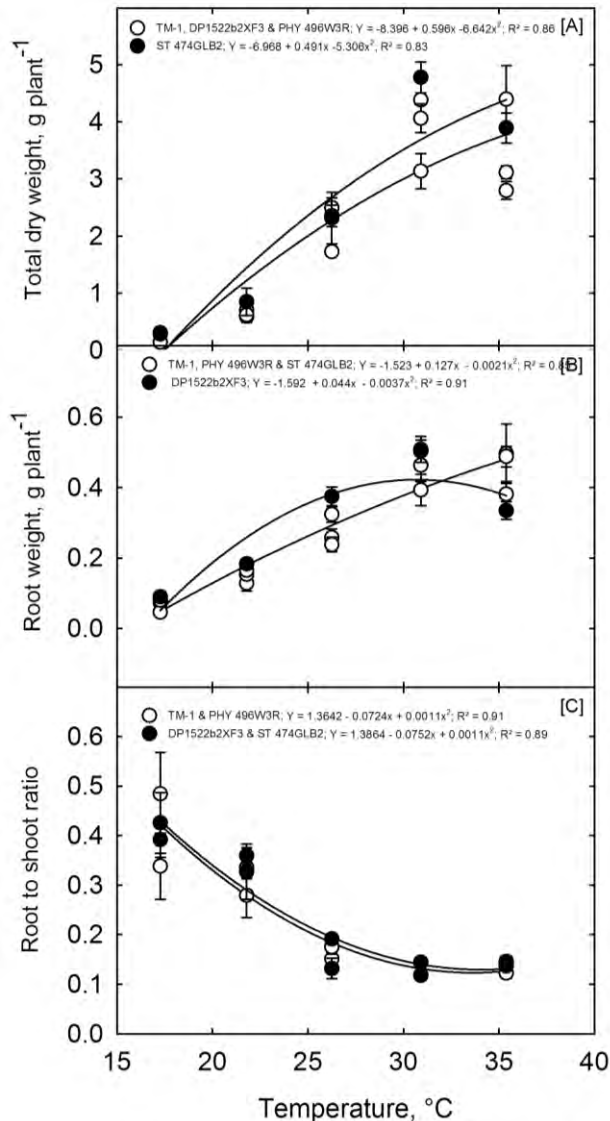 TM-1, DP1522b2XF3 & PHY 496W3R; Y = -8.396 + 0.596x -6.642x²; R² = 0.86 [A]
ST 474GLB2; Y = -6.968 + 0.491x -5.306x²; R² = 0.83
Total dry weight, g plant⁻¹
5
4
3
2
1
0
TM-1, PHY 496W3R & ST 474GLB2; Y = -1.523 + 0.127x - 0.0021x²; R² = [B]
DP1522b2XF3; Y = -1.592 + 0.044x - 0.0037x²; R² = 0.91
Root weight, g plant⁻¹
0.6
0.4
0.2
0.0
TM-1 & PHY 496W3R; Y = 1.3642 - 0.0724x + 0.0011x²; R² = 0.91 [C]
DP1522b2XF3 & ST 474GLB2; Y = 1.3864 - 0.0752x + 0.0011x²; R² = 0.89
Root to shoot ratio
0.6
0.5
0.4
0.3
0.2
0.1
0.0
15 20 25 30 35 40
Temperature, °C